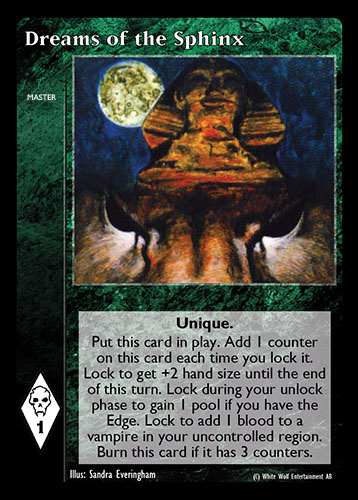 Dreams of the Sphinx
MASTER
Unique.
Put this card in play. Add 1 counter
on this card each time you lock it.
Lock to get +2 hand size until the end
of this turn. Lock during your unlock
phase to gain 1 pool if you have the
Edge. Lock to add 1 blood to a
vampire in your uncontrolled region.
Burn this card if it has 3 counters.
1
Illus: Sandra Everingham
(C) White Wolf Entertainment AB